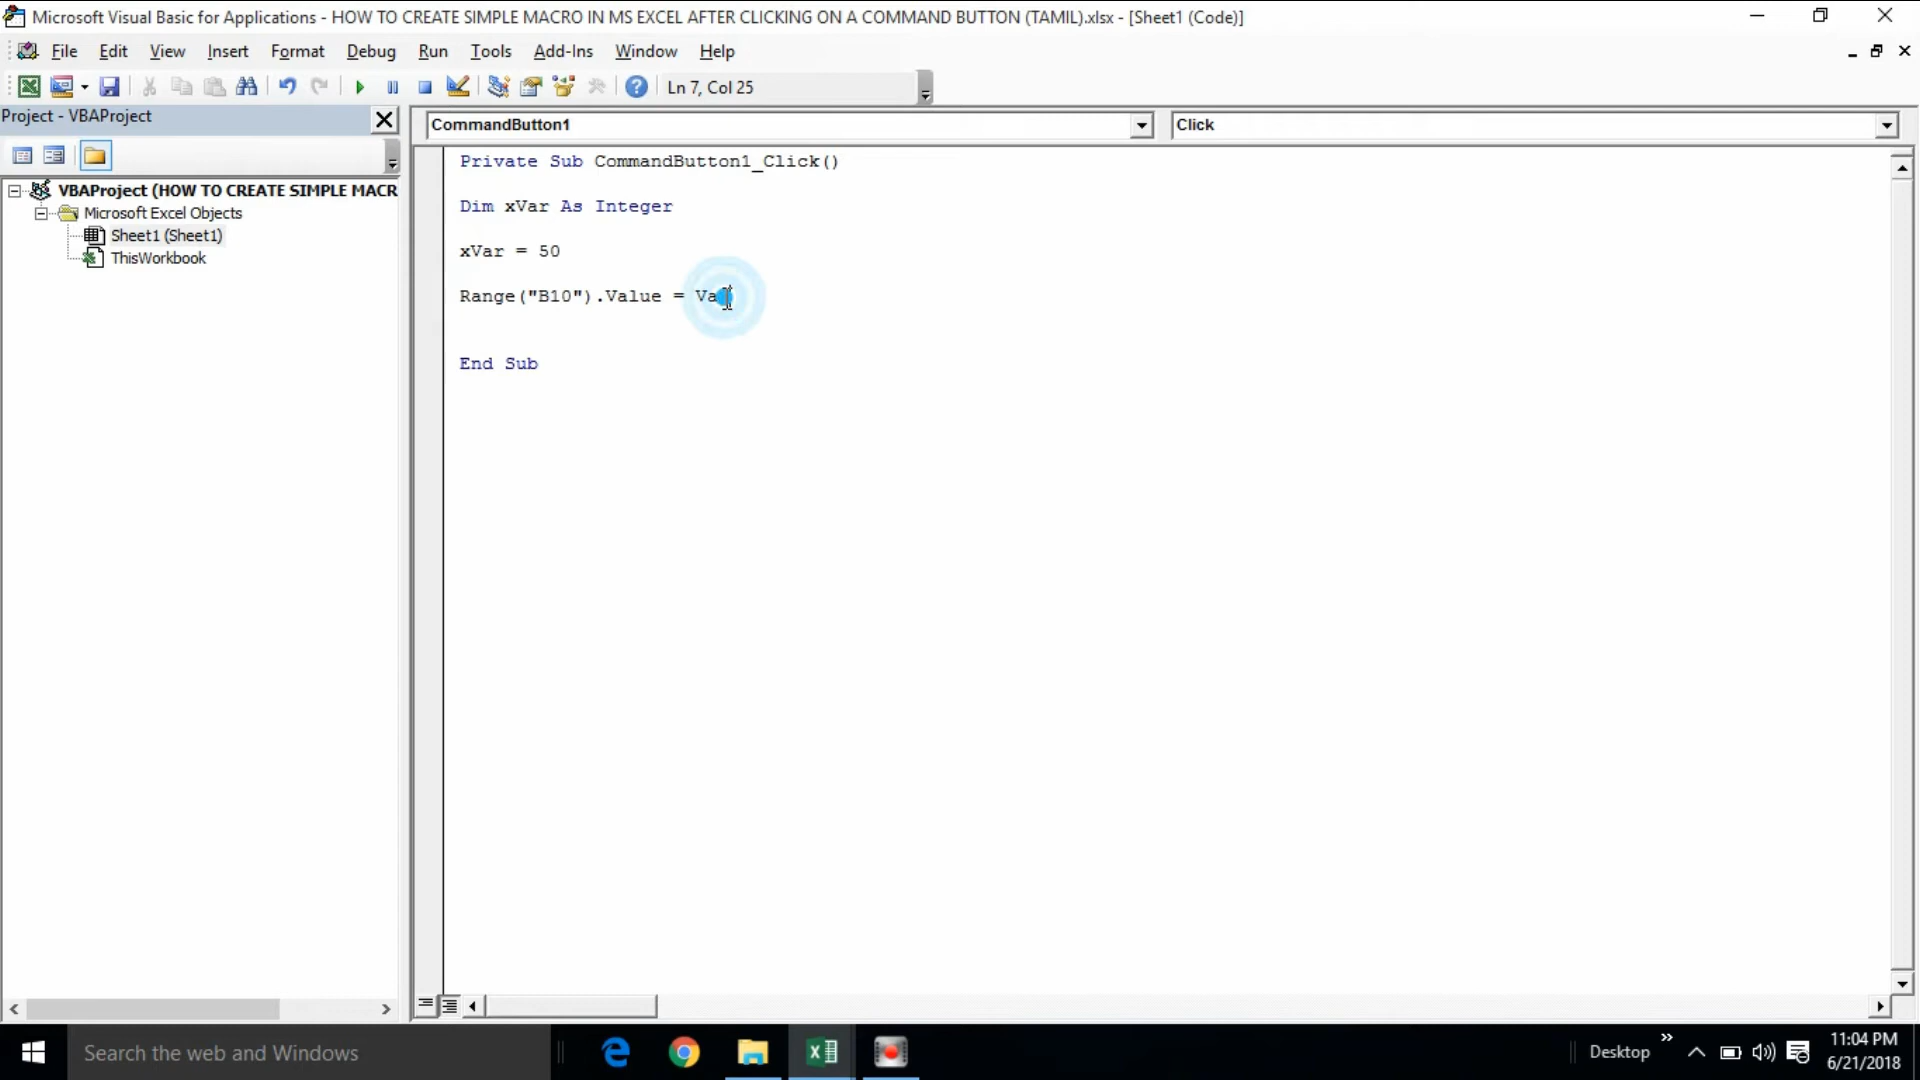 Microsoft Visual Basic for Applications - HOW TO CREATE SIMPLE MACRO IN MS EXCEL AFTER CLICKING ON A COMMAND BUTTON (TAMIL).xlsx - [Sheet1 (Code)]
File Edit View Insert Format Debug Run Tools Add-Ins Window Help
Ln 7, Col 25
Project - VBAProject
CommandButton1
Click
VBAProject (HOW TO CREATE SIMPLE MACR
Microsoft Excel Objects
Sheet1 (Sheet1)
ThisWorkbook
Private Sub CommandButton1_Click()
Dim xVar As Integer
xVar = 50
Range("B10").Value = Va
End Sub
Search the web and Windows
Desktop
11:04 PM
6/21/2018